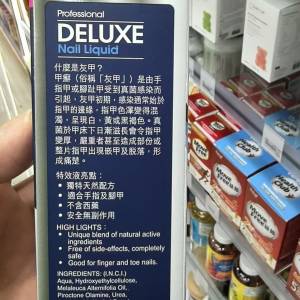 Professional
DELUXE
Nail Liquid
什麼是灰甲？
甲癬（俗稱「灰甲」）是由手
指甲或腳趾甲受到真菌感染而
引起，灰甲初期，感染通常始於
指甲的邊緣，指甲顏色變得混
濁、呈現白、黃或黑褐色。真
菌於甲床下日漸滋長會令指甲
變厚，嚴重者甚至造成部份或
整片指甲出現嵌甲及脫落，形
成痛楚。
特效液亮點：
• 獨特天然配方
• 適合手指及腳甲
• 不含西藥
• 安全無副作用
HIGH LIGHTS :
• Unique blend of natural active
ingredients
• Free of side-effects, completely
safe
• Good for finger and toe nails.
INGREDIENTS: (I.N.C.I.)
Aqua, Hydroxyethylcellulose,
Melaleuca Alternifolia Oil,
Piroctone Olamine, Urea,